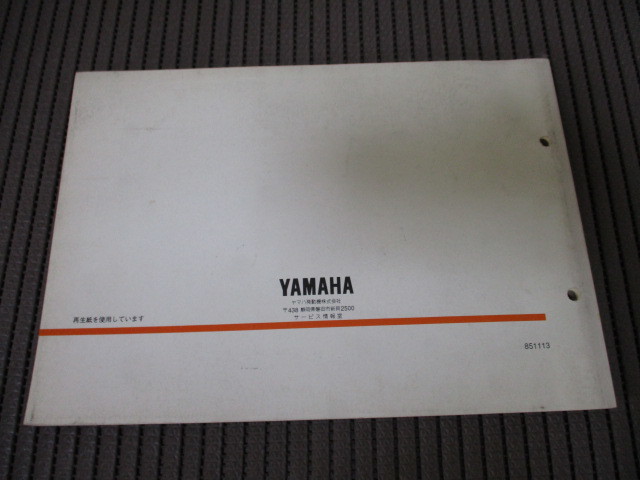 YAMAHA
ヤマハ発動機株式会社
〒438 静岡県磐田市新貝2500
サービス情報室
再生紙を使用しています
851113